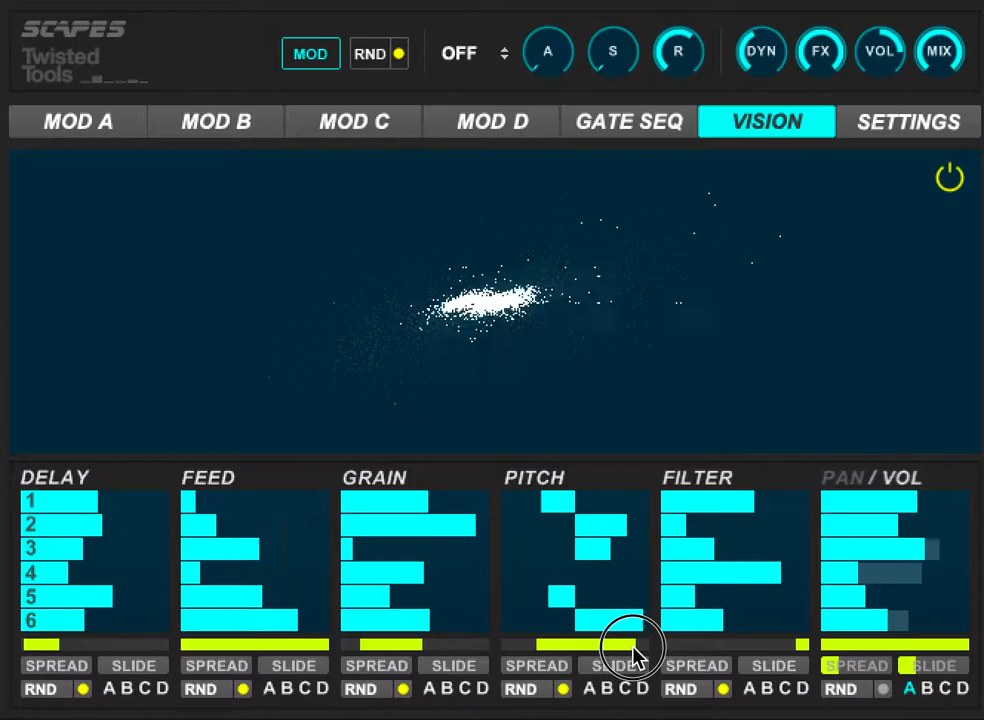 SCAPES
Twisted
Tools
MOD RND OFF A S R DYN FX VOL MIX
MOD A MOD B MOD C MOD D GATE SEQ VISION SETTINGS
DELAY FEED GRAIN PITCH FILTER PAN / VOL
1
2
3
4
5
6
SPREAD SLIDE SPREAD SLIDE SPREAD SLIDE SPREAD SLIDE SPREAD SLIDE SPREAD SLIDE
RND A B C D RND A B C D RND A B C D RND A B C D RND A B C D RND A B C D